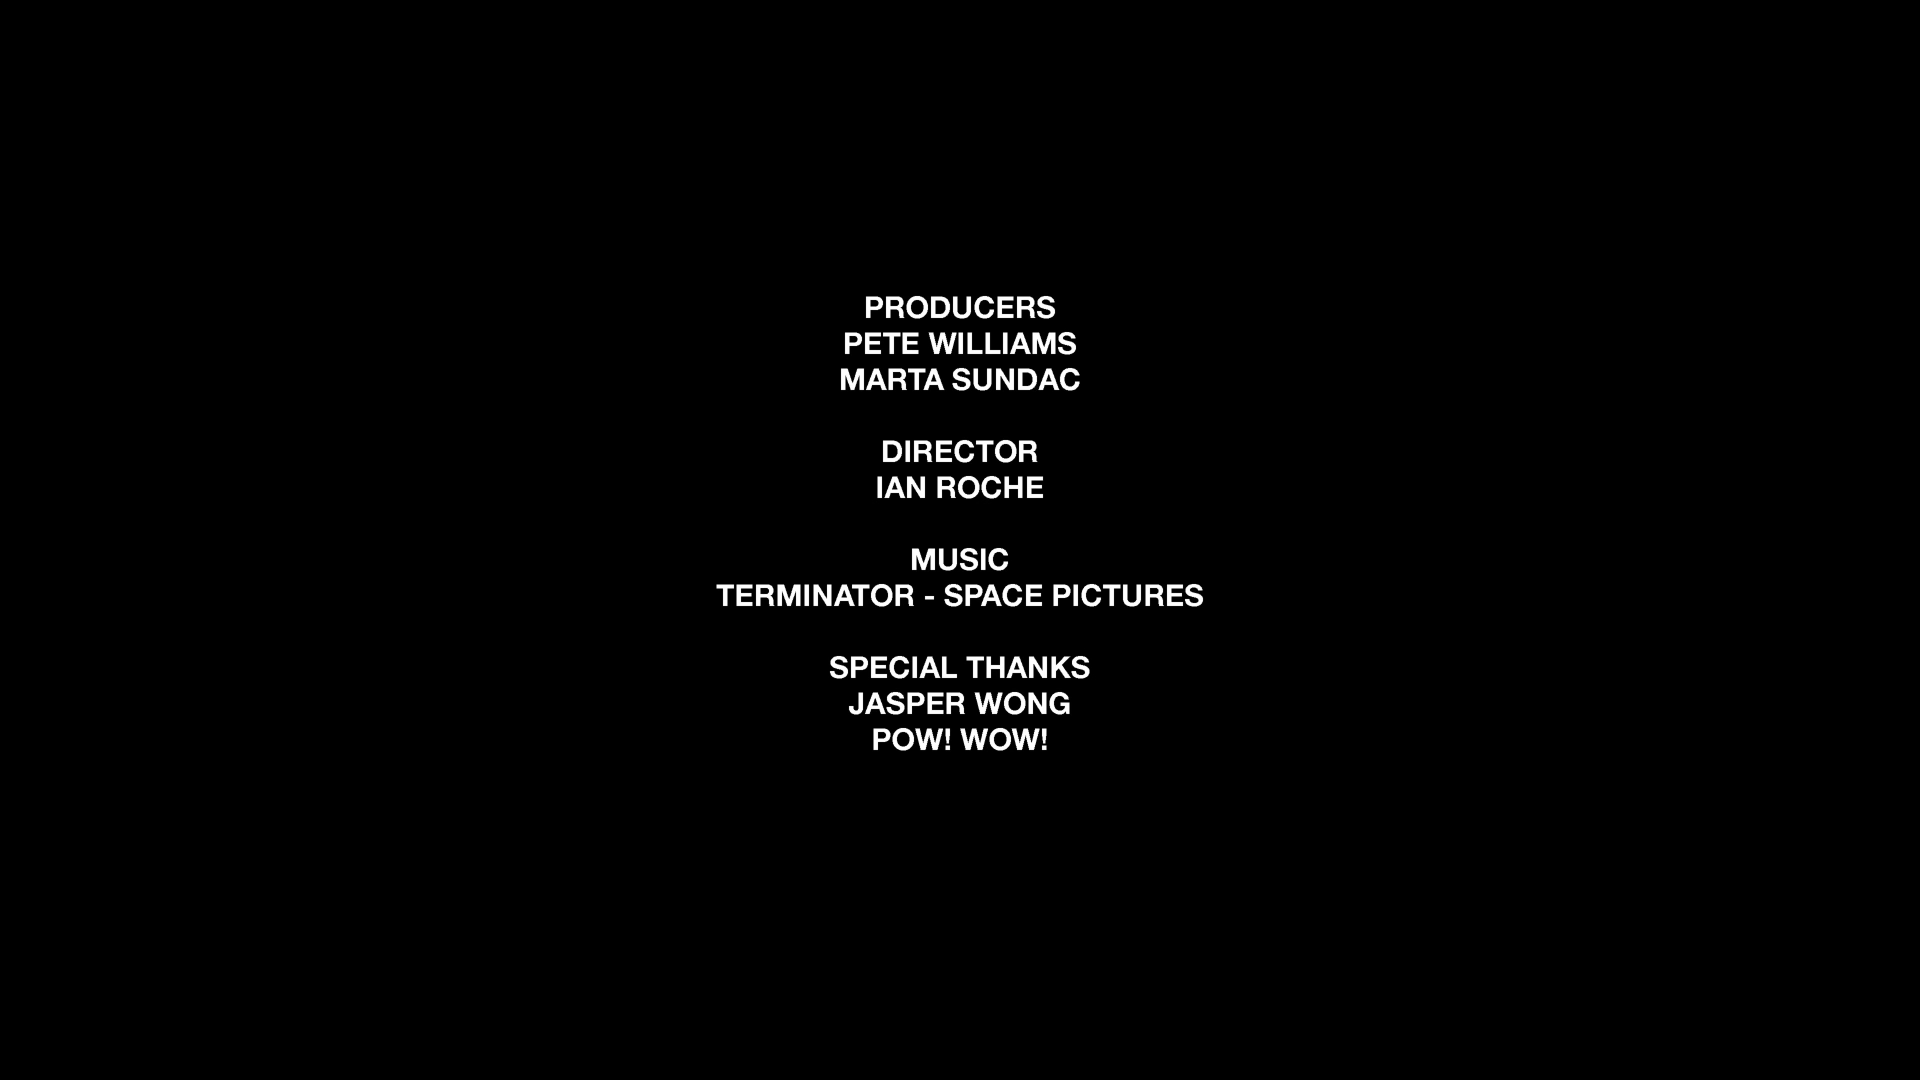 PRODUCERS
PETE WILLIAMS
MARTA SUNDAC
DIRECTOR
IAN ROCHE
MUSIC
TERMINATOR - SPACE PICTURES
SPECIAL THANKS
JASPER WONG
POW! WOW!